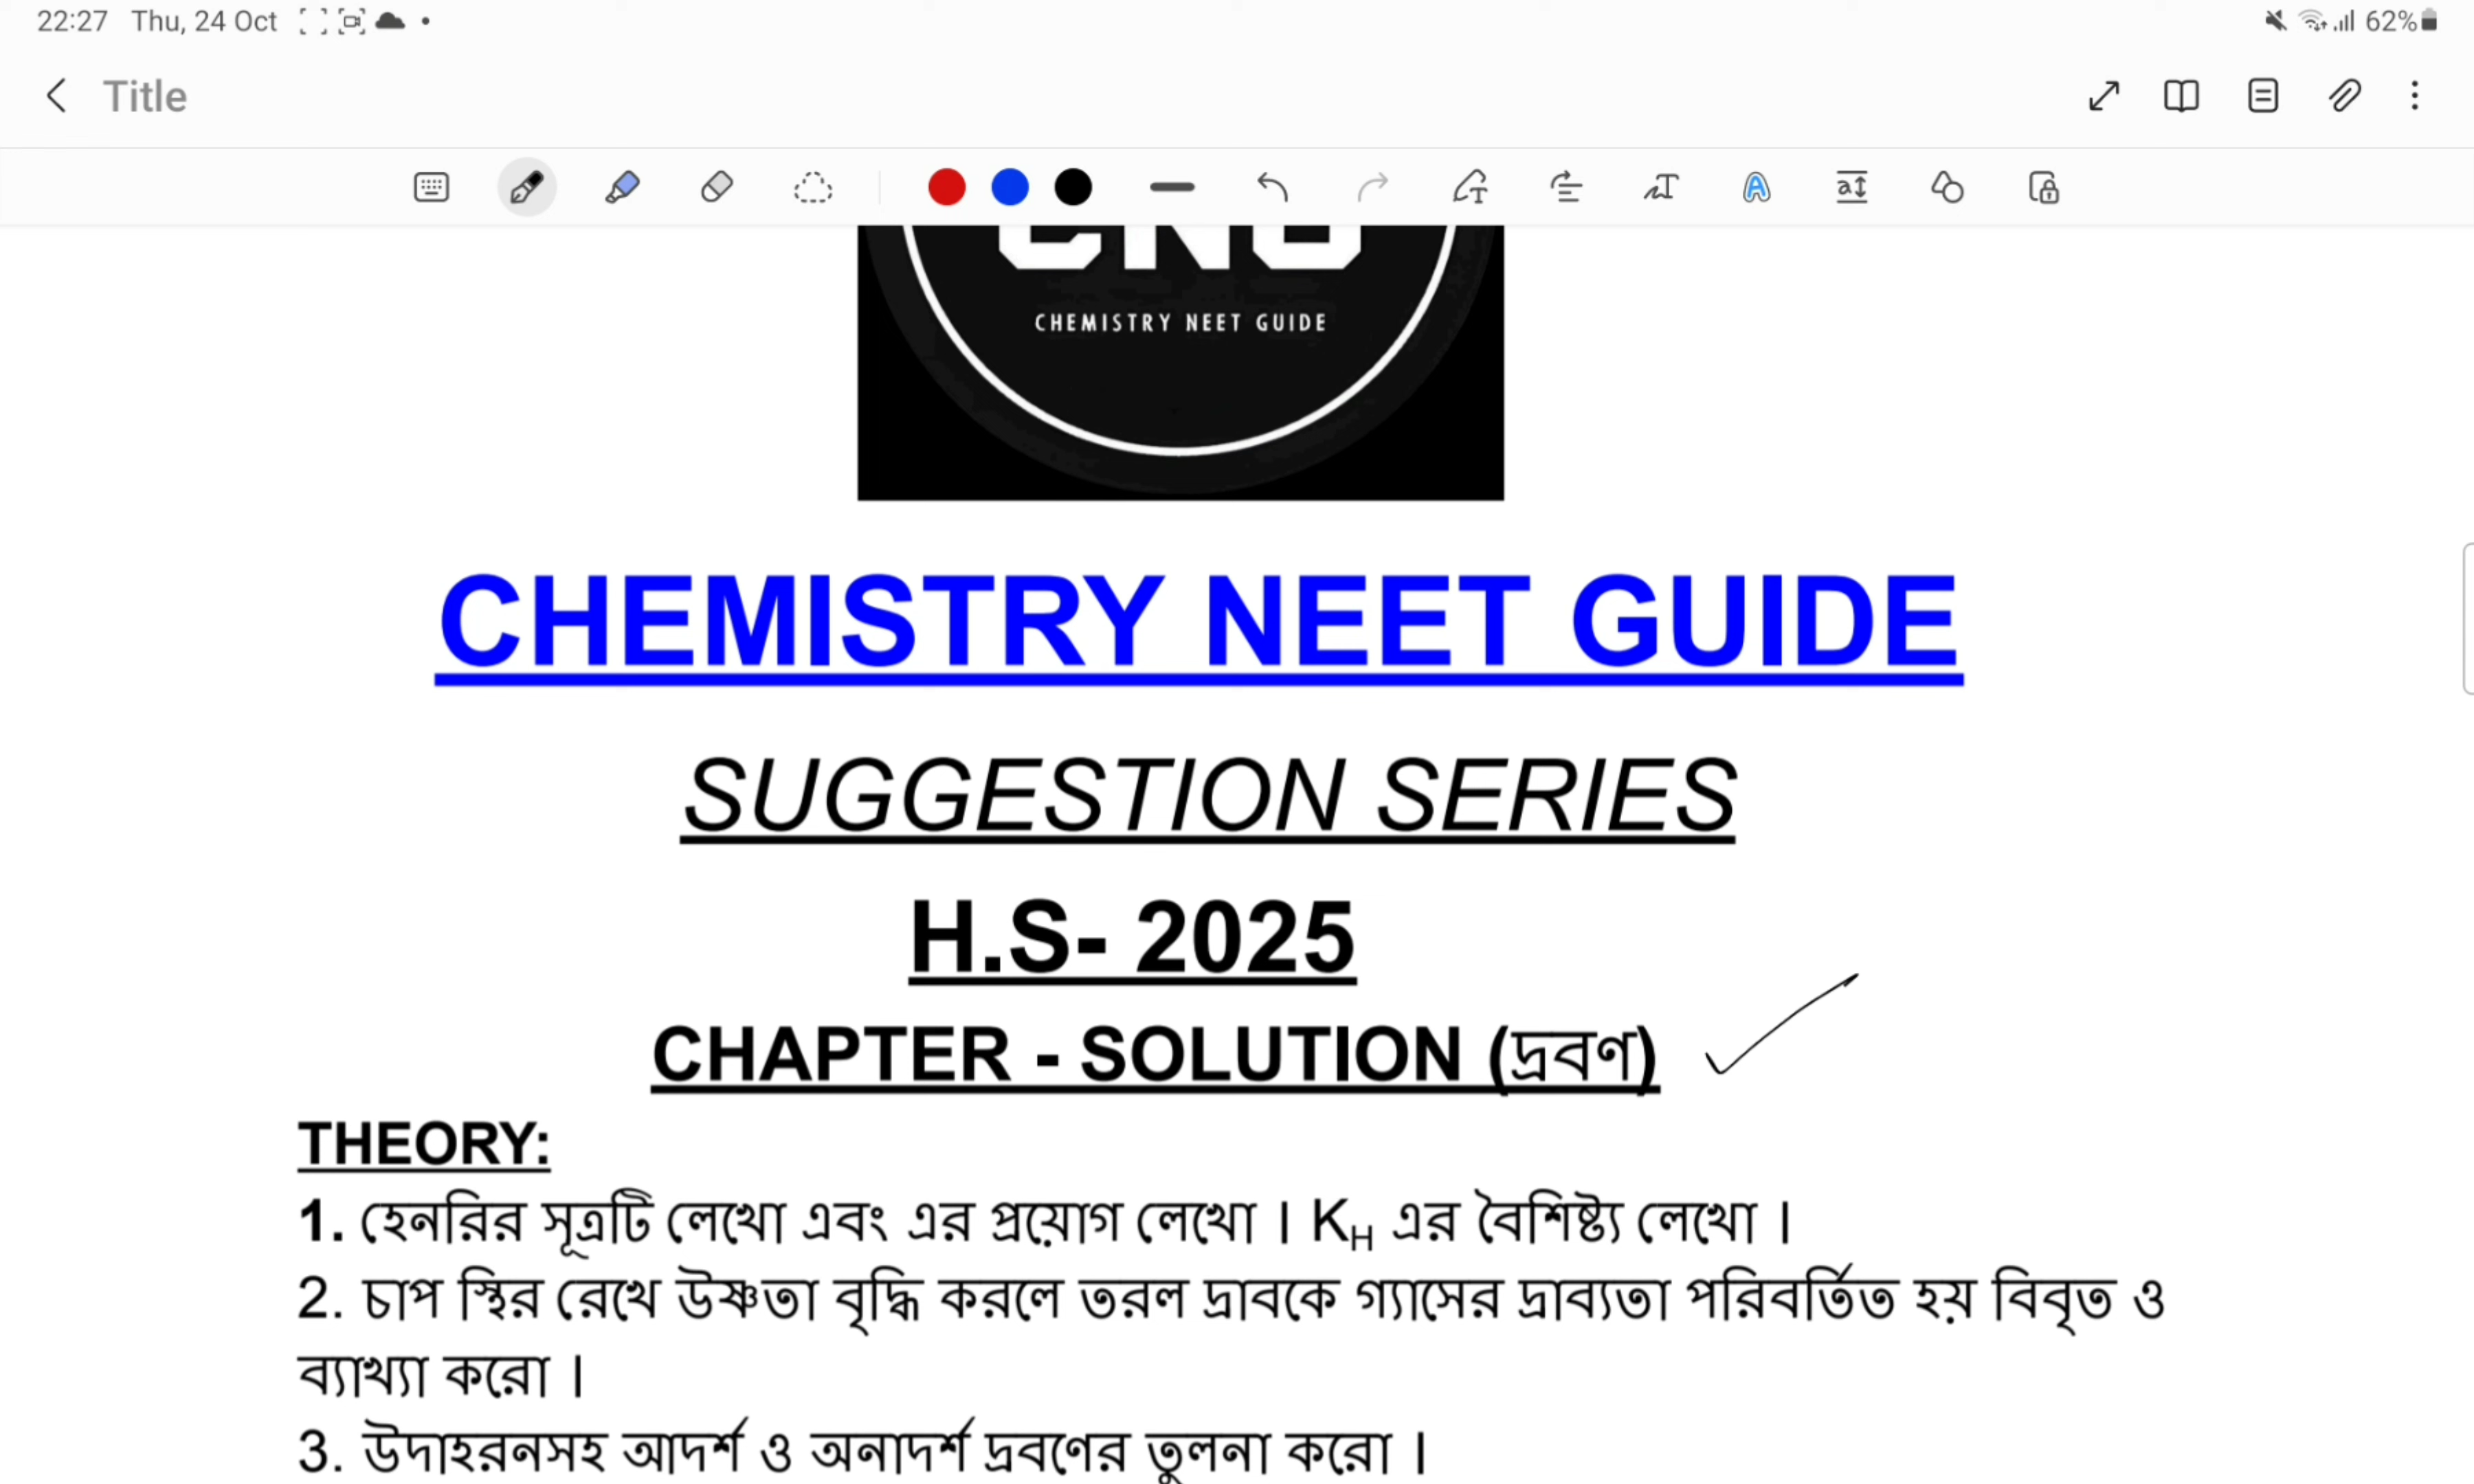 22:27 Thu, 24 Oct 62%
Title
CHEMISTRY NEET GUIDE
CHEMISTRY NEET GUIDE
SUGGESTION SERIES
H.S- 2025
CHAPTER - SOLUTION (দ্রবণ)
THEORY:
1. হেনরির সূত্রটি লেখো এবং এর প্রয়োগ লেখো । KH এর বৈশিষ্ট্য লেখো ।
2. চাপ স্থির রেখে উষ্ণতা বৃদ্ধি করলে তরল দ্রাবকে গ্যাসের দ্রাব্যতা পরিবর্তিত হয় বিবৃত ও
ব্যাখ্যা করো ।
3. উদাহরনসহ আদর্শ ও অনাদর্শ দ্রবণের তুলনা করো ।